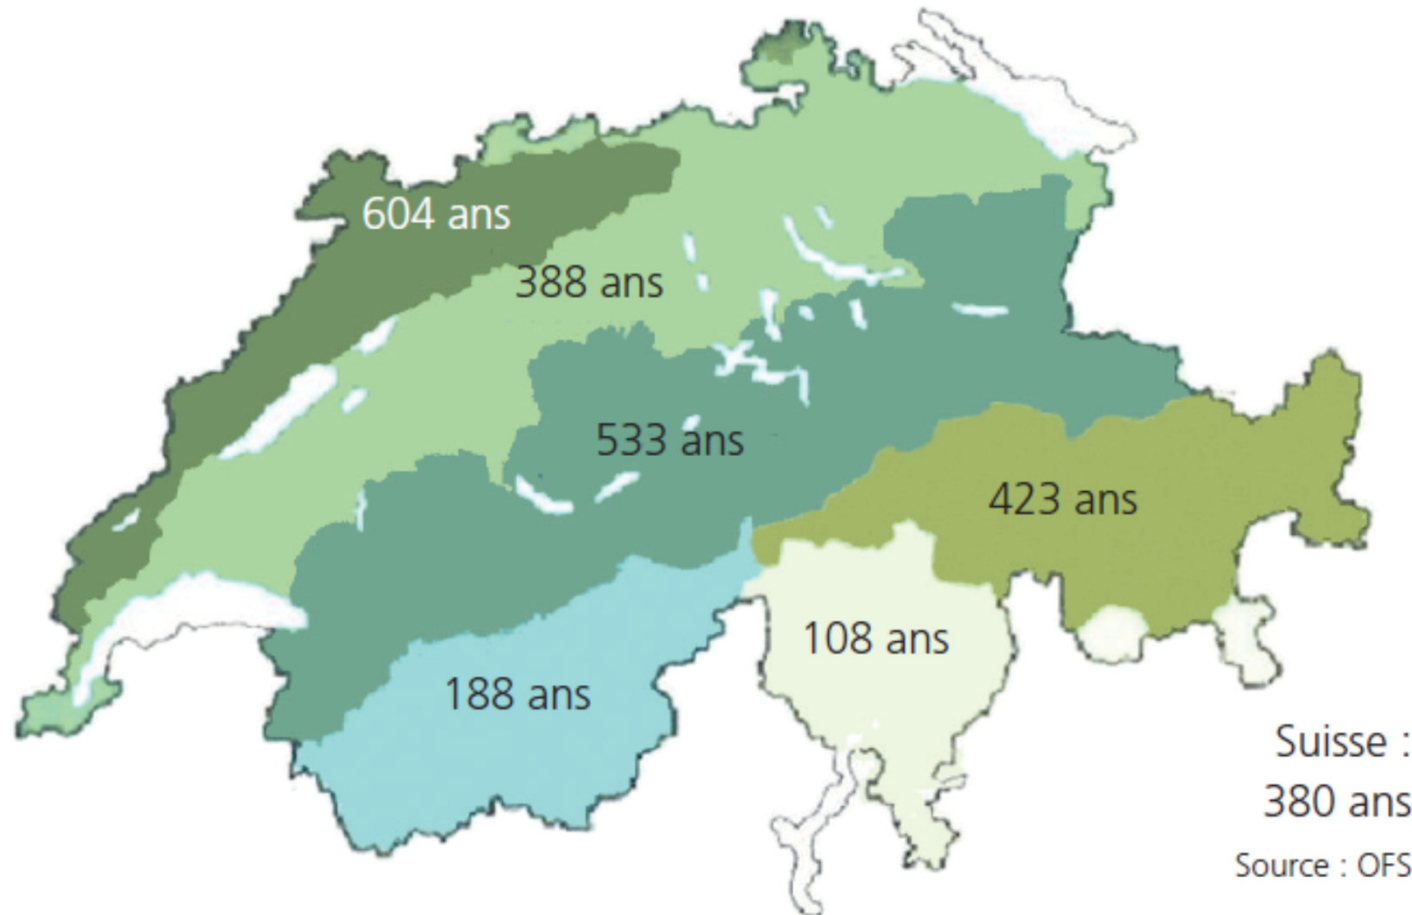 604 ans
388 ans
533 ans
423 ans
108 ans
188 ans
Suisse :
380 ans
Source : OFS